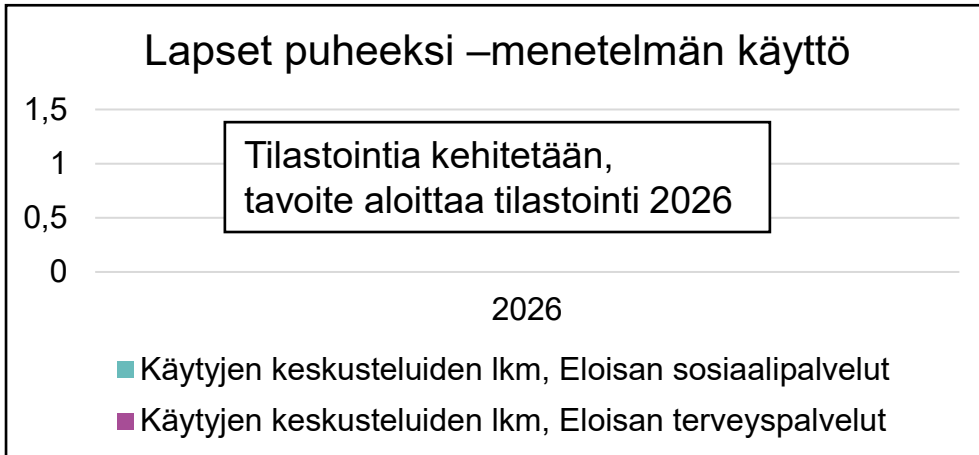 Lapset puheeksi –menetelmän käyttö
1,5
1
0,5
0
Tilastointia kehitetään,
tavoite aloittaa tilastointi 2026
2026
Käytyjen keskusteluiden lkm, Eloisan sosiaalipalvelut
Käytyjen keskusteluiden lkm, Eloisan terveyspalvelut